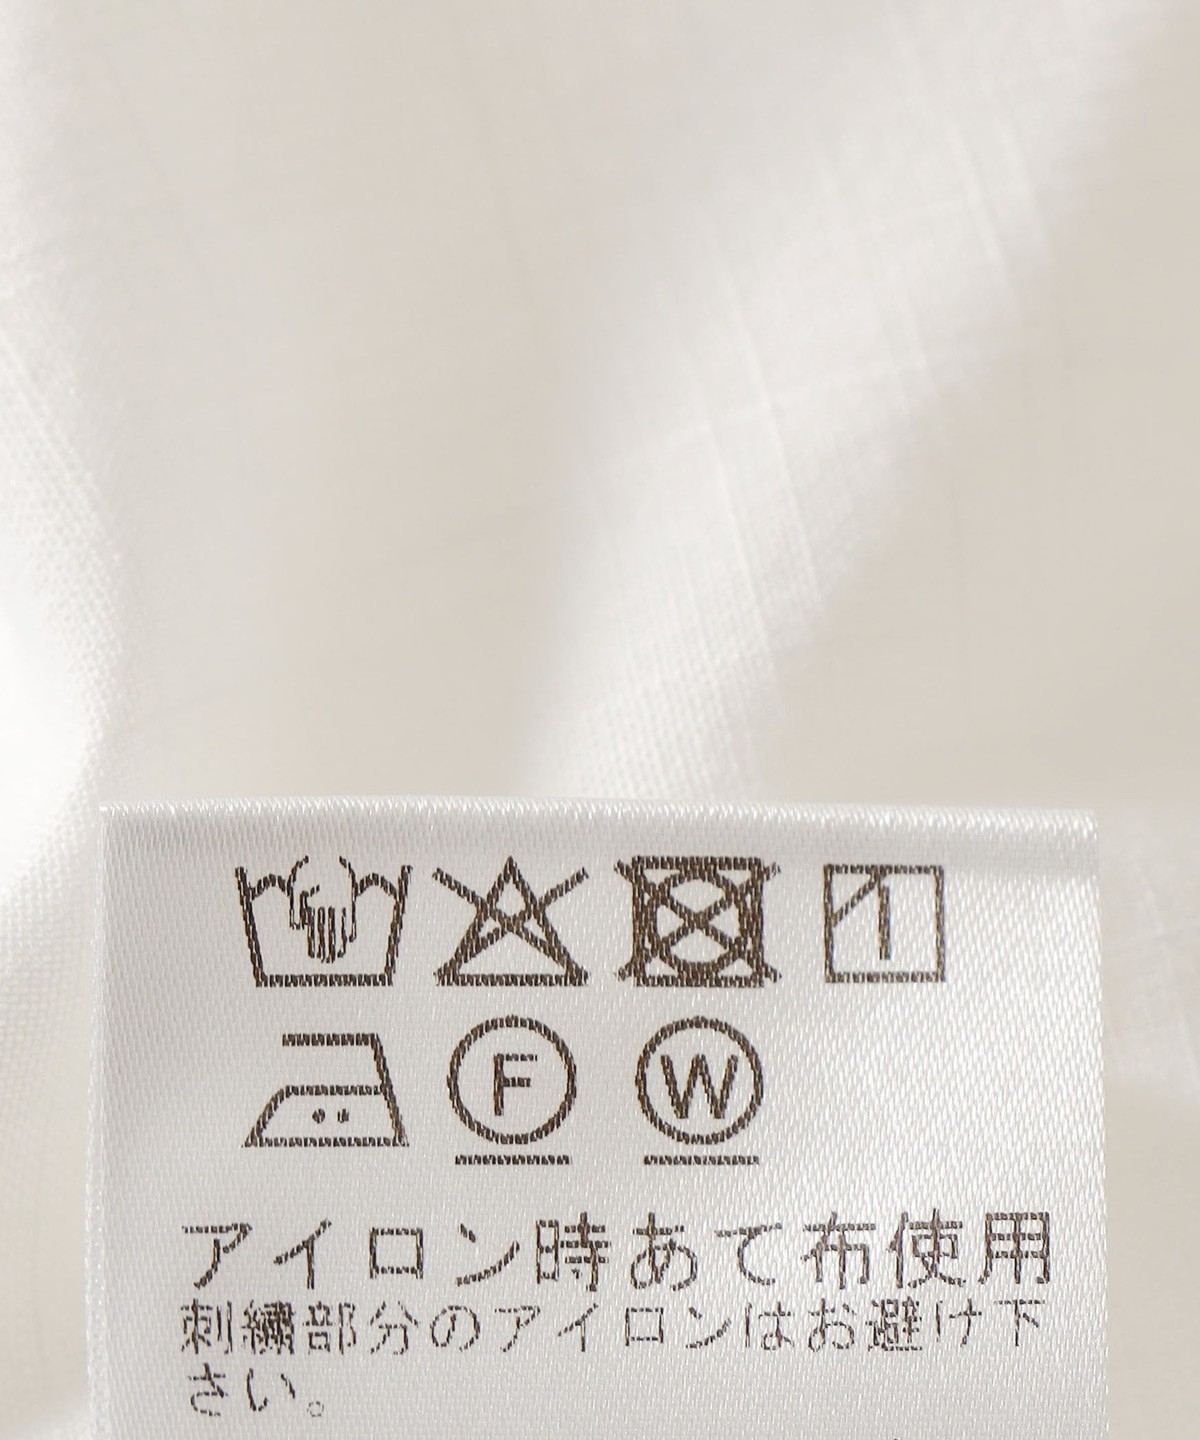 F W
アイロン時あて布使用
刺繍部分のアイロンはお避け下
さい。